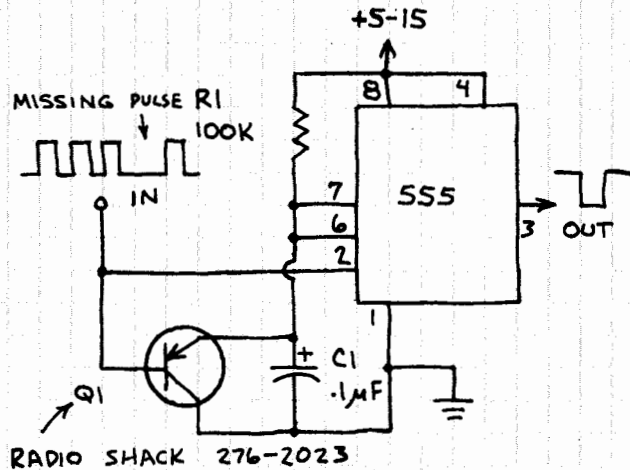 +5-15
MISSING PULSE R1
100K
IN
8 4
7
6
2
555
3
OUT
1
+ C1
.1µF
Q1
RADIO SHACK 276-2023